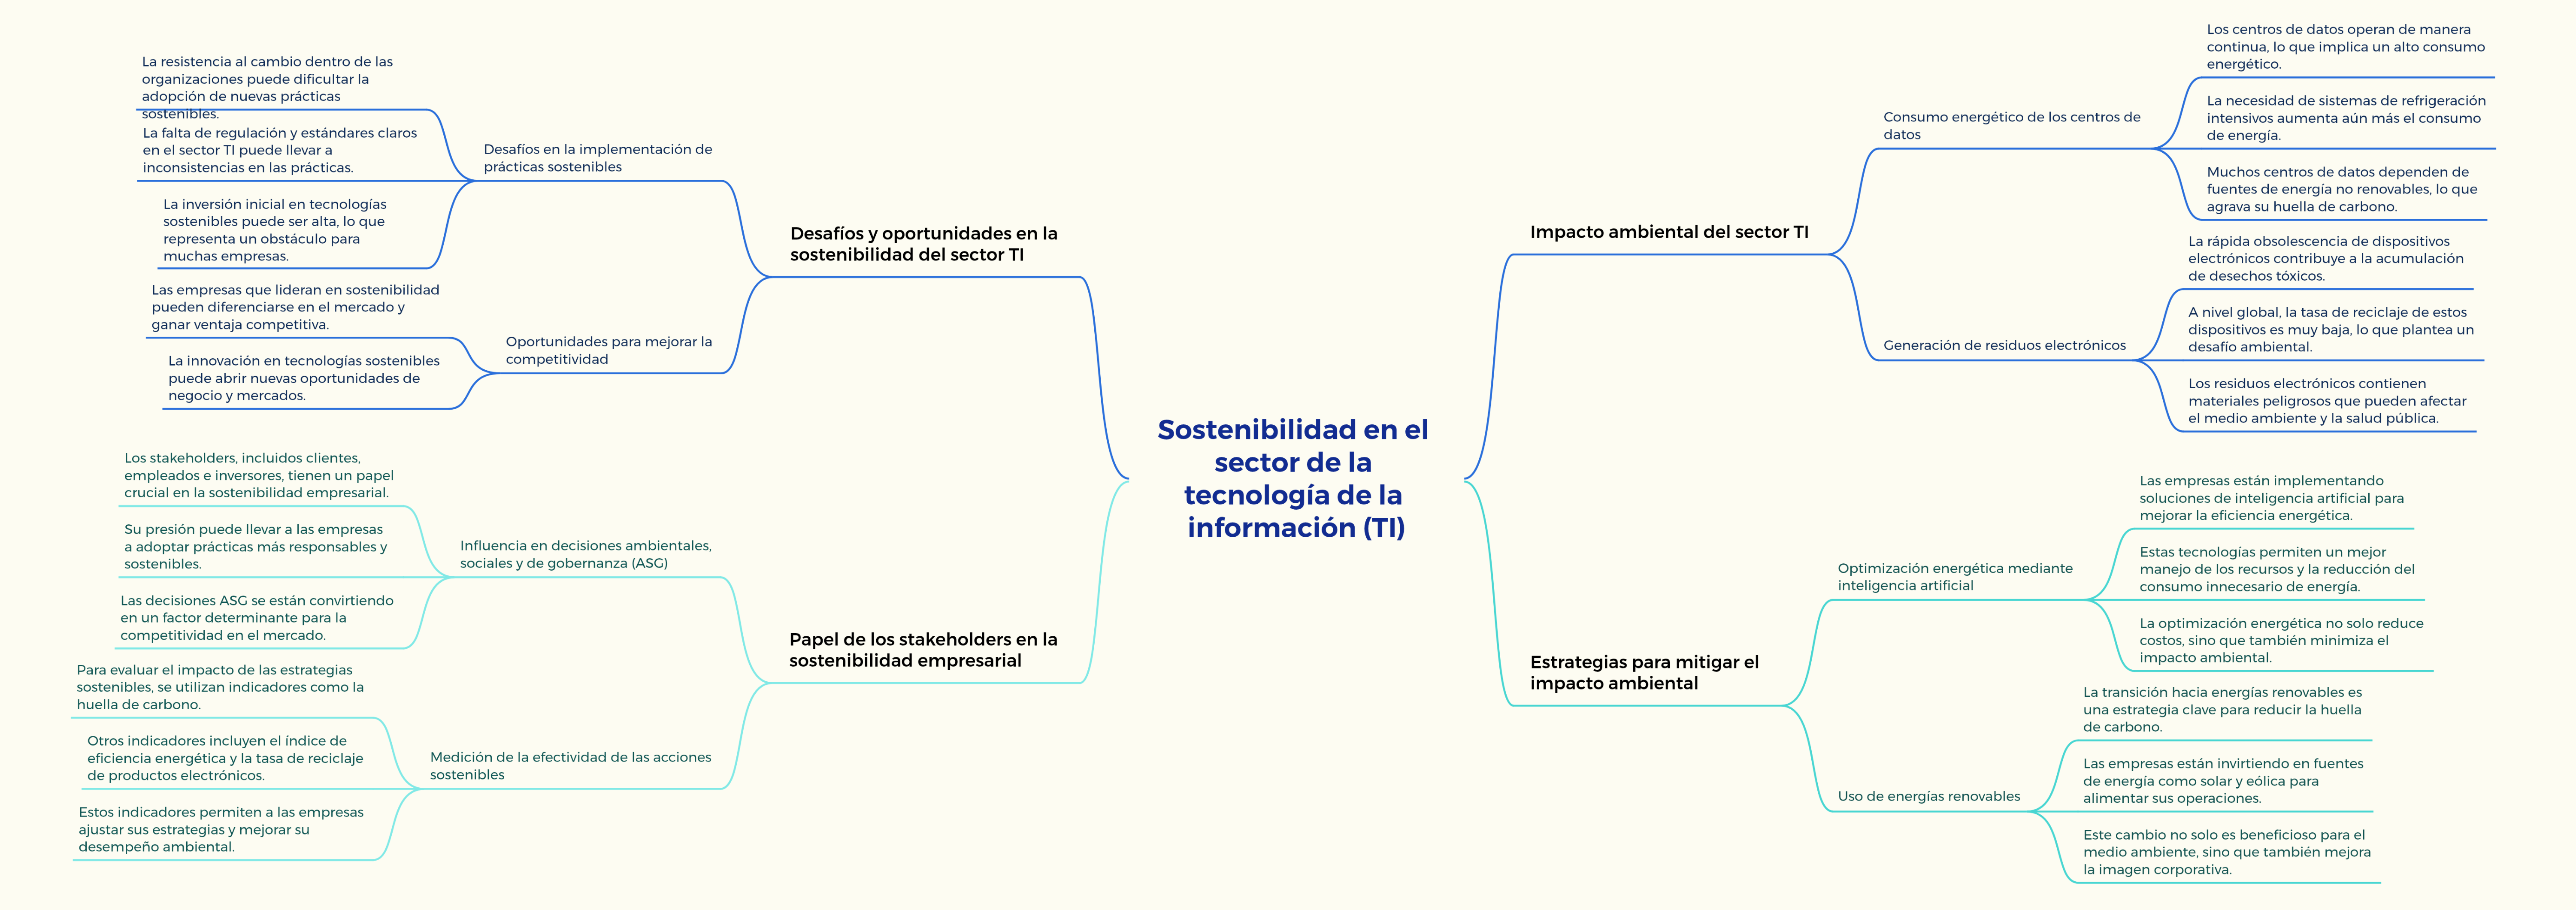 Sostenibilidad en el
sector de la
tecnología de la
información (TI)
Impacto ambiental del sector TI
Consumo energético de los centros de
datos
Los centros de datos operan de manera
continua, lo que implica un alto consumo
energético.
La necesidad de sistemas de refrigeración
intensivos aumenta aún más el consumo
de energía.
Muchos centros de datos dependen de
fuentes de energía no renovables, lo que
agrava su huella de carbono.
Generación de residuos electrónicos
La rápida obsolescencia de dispositivos
electrónicos contribuye a la acumulación
de desechos tóxicos.
A nivel global, la tasa de reciclaje de estos
dispositivos es muy baja, lo que plantea un
desafío ambiental.
Los residuos electrónicos contienen
materiales peligrosos que pueden afectar
el medio ambiente y la salud pública.
Estrategias para mitigar el
impacto ambiental
Optimización energética mediante
inteligencia artificial
Las empresas están implementando
soluciones de inteligencia artificial para
mejorar la eficiencia energética.
Estas tecnologías permiten un mejor
manejo de los recursos y la reducción del
consumo innecesario de energía.
La optimización energética no solo reduce
costos, sino que también minimiza el
impacto ambiental.
Uso de energías renovables
La transición hacia energías renovables es
una estrategia clave para reducir la huella
de carbono.
Las empresas están invirtiendo en fuentes
de energía como solar y eólica para
alimentar sus operaciones.
Este cambio no solo es beneficioso para el
medio ambiente, sino que también mejora
la imagen corporativa.
Desafíos y oportunidades en la
sostenibilidad del sector TI
Desafíos en la implementación de
prácticas sostenibles
La resistencia al cambio dentro de las
organizaciones puede dificultar la
adopción de nuevas prácticas
sostenibles.
La falta de regulación y estándares claros
en el sector TI puede llevar a
inconsistencias en las prácticas.
La inversión inicial en tecnologías
sostenibles puede ser alta, lo que
representa un obstáculo para
muchas empresas.
Oportunidades para mejorar la
competitividad
Las empresas que lideran en sostenibilidad
pueden diferenciarse en el mercado y
ganar ventaja competitiva.
La innovación en tecnologías sostenibles
puede abrir nuevas oportunidades de
negocio y mercados.
Papel de los stakeholders en la
sostenibilidad empresarial
Influencia en decisiones ambientales,
sociales y de gobernanza (ASG)
Los stakeholders, incluidos clientes,
empleados e inversores, tienen un papel
crucial en la sostenibilidad empresarial.
Su presión puede llevar a las empresas
a adoptar prácticas más responsables y
sostenibles.
Las decisiones ASG se están convirtiendo
en un factor determinante para la
competitividad en el mercado.
Medición de la efectividad de las acciones
sostenibles
Para evaluar el impacto de las estrategias
sostenibles, se utilizan indicadores como la
huella de carbono.
Otros indicadores incluyen el índice de
eficiencia energética y la tasa de reciclaje
de productos electrónicos.
Estos indicadores permiten a las empresas
ajustar sus estrategias y mejorar su
desempeño ambiental.